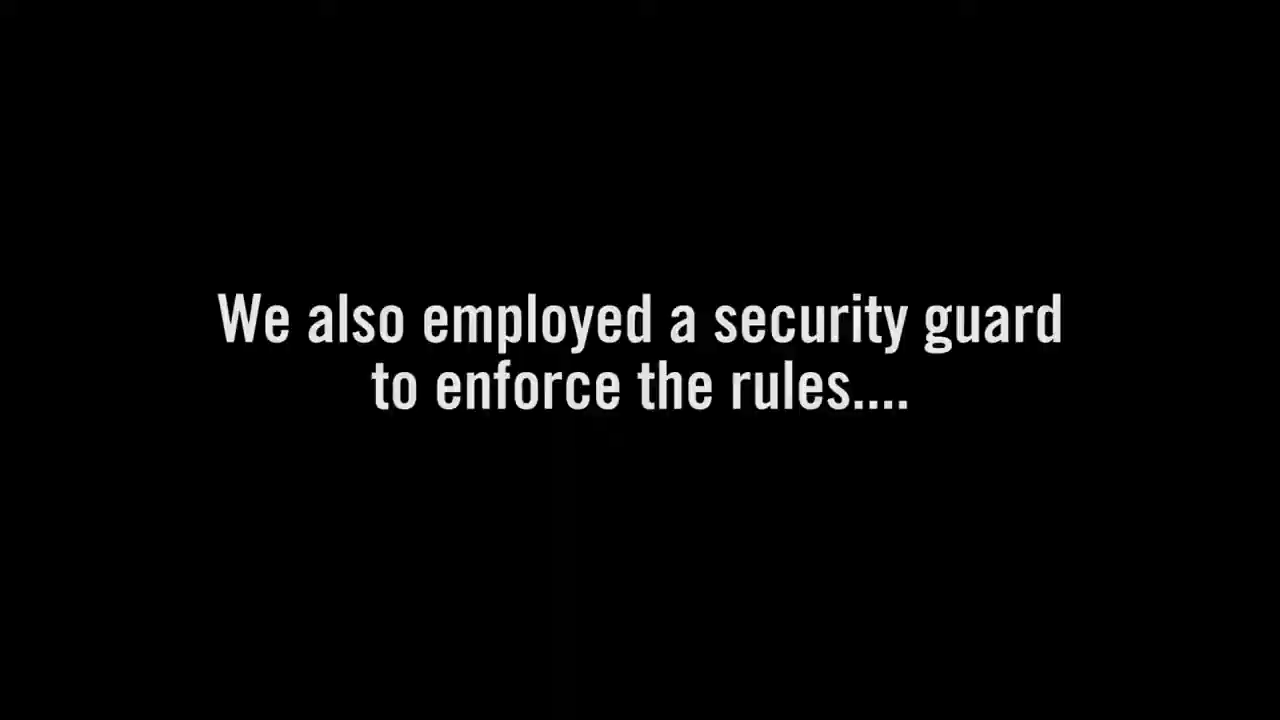 We also employed a security guard
to enforce the rules....